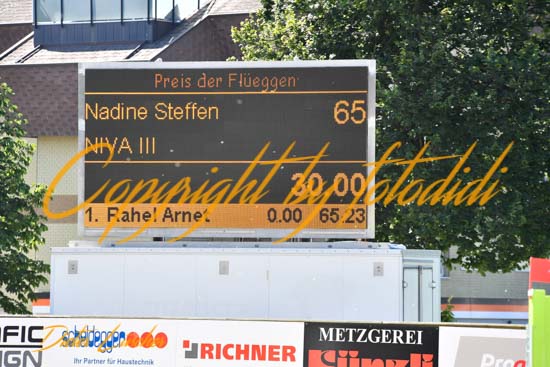 Preis der Flüeggen
Nadine Steffen 65
NIVA III
30.00
1. Rahel Arnet 0.00 65.23
Copyright by fotodidi
scheidegger
Ihr Partner für Haustechnik
RICHNER
METZGEREI